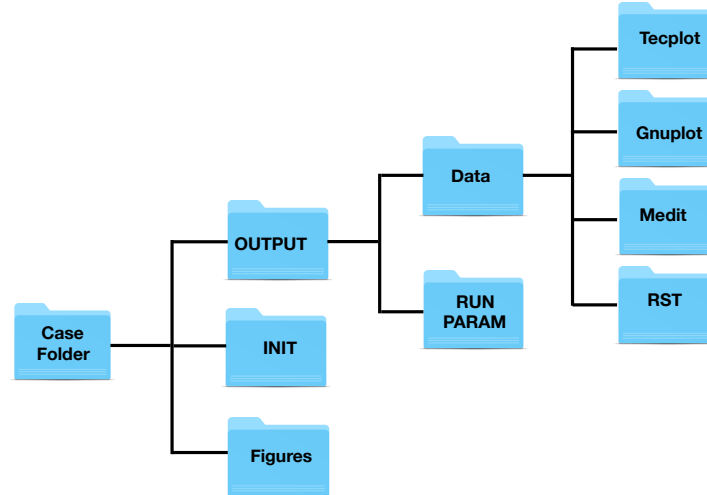 Tecplot
Gnuplot
Data
Medit
OUTPUT
RUN
PARAM
RST
Case
Folder
INIT
Figures